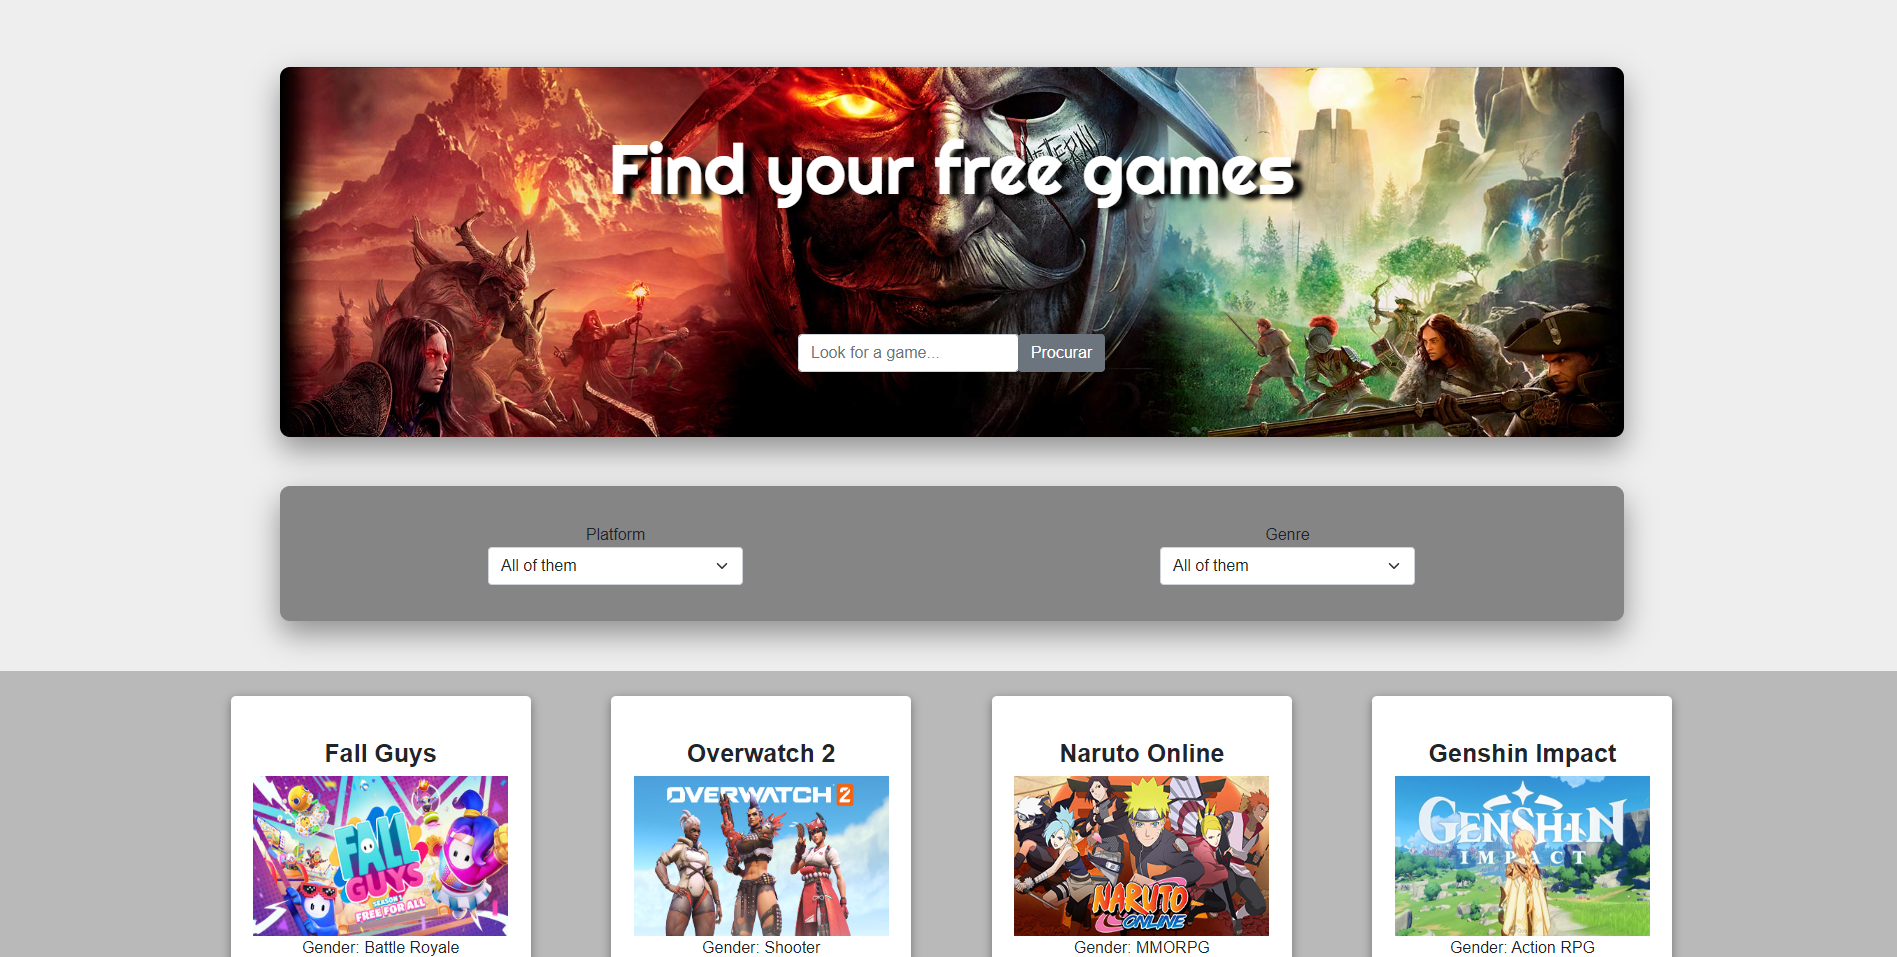 Find your free games
Look for a game...
Procurar
Platform
Genre
All of them
All of them
Fall Guys
Overwatch 2
Naruto Online
Genshin Impact
FALL
GUYS
SEASON 1
FREE FOR ALL
OVERWATCH 2
NARUTO
ONLINE
GENSHIN
IMPACT
Gender: Battle Royale
Gender: Shooter
Gender: MMORPG
Gender: Action RPG